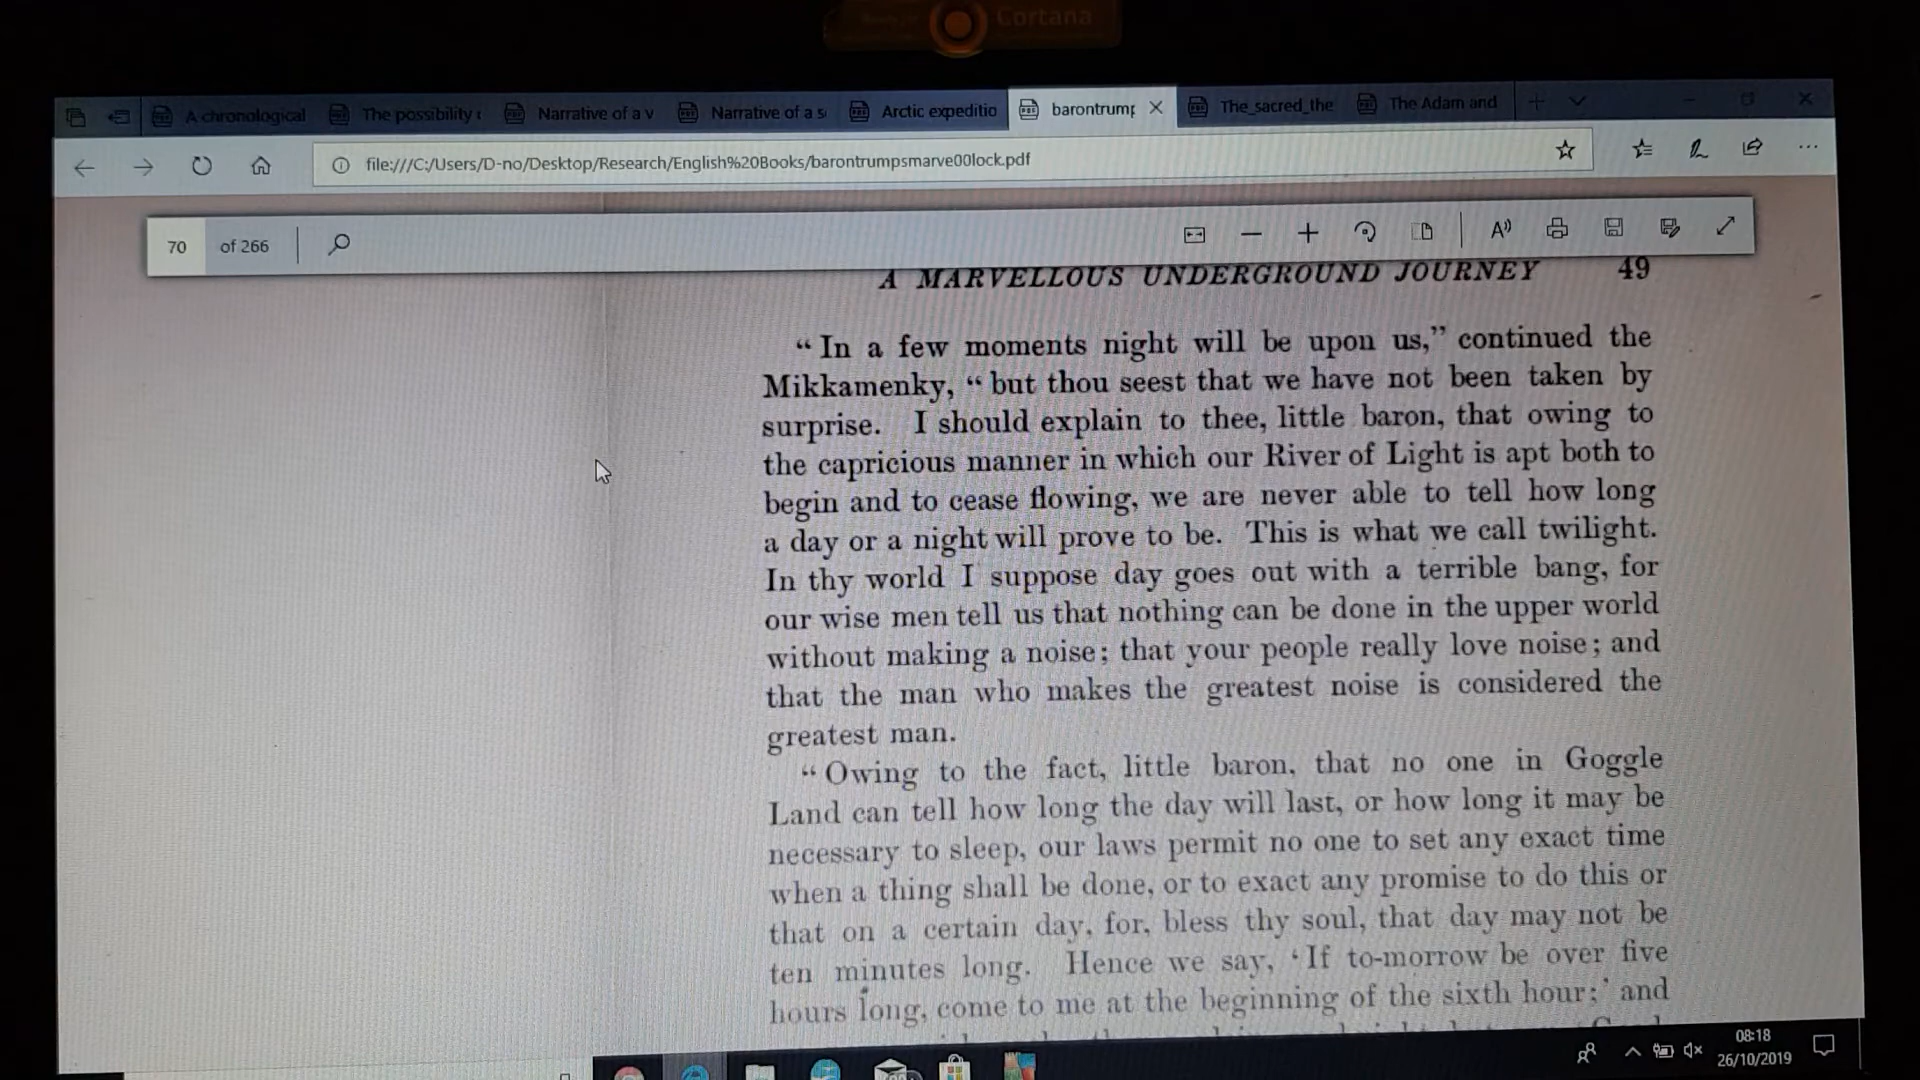 Cortana
A chronological
The possibility
Narrative of a v
Narrative of a s
Arctic expeditio
barontrump
The_sacred_the
The Adam and
file:///C:/Users/D-no/Desktop/Research/English%20Books/barontrumpsmarve00lock.pdf
70 of 266
A MARVELLOUS UNDERGROUND JOURNEY 49
“ In a few moments night will be upon us,” continued the
Mikkamenky, “ but thou seest that we have not been taken by
surprise. I should explain to thee, little baron, that owing to
the capricious manner in which our River of Light is apt both to
begin and to cease flowing, we are never able to tell how long
a day or a night will prove to be. This is what we call twilight.
In thy world I suppose day goes out with a terrible bang, for
our wise men tell us that nothing can be done in the upper world
without making a noise; that your people really love noise; and
that the man who makes the greatest noise is considered the
greatest man.
“ Owing to the fact, little baron, that no one in Goggle
Land can tell how long the day will last, or how long it may be
necessary to sleep, our laws permit no one to set any exact time
when a thing shall be done, or to exact any promise to do this or
that on a certain day, for, bless thy soul, that day may not be
ten minutes long. Hence we say, ‘ If to-morrow be over five
hours long, come to me at the beginning of the sixth hour;’ and
08:18
26/10/2019